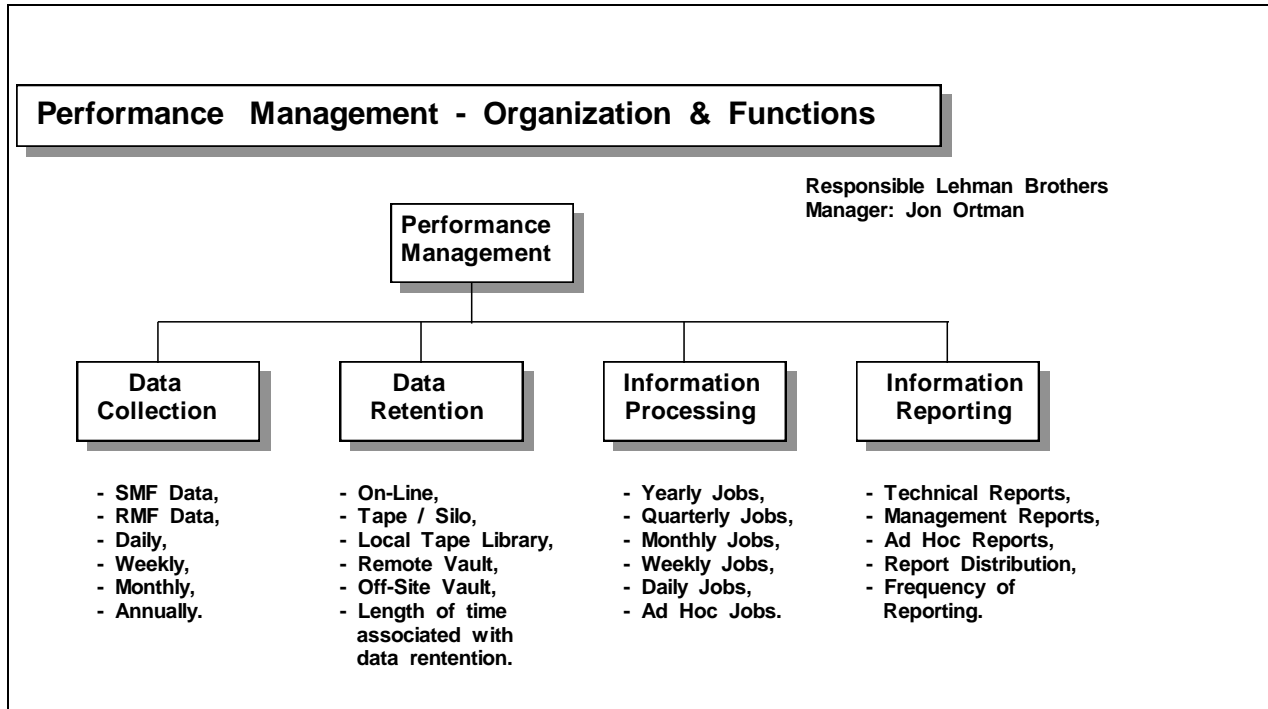 Performance Management - Organization & Functions
Responsible Lehman Brothers
Manager: Jon Ortman
Performance
Management
Data
Collection
- SMF Data,
- RMF Data,
- Daily,
- Weekly,
- Monthly,
- Annually.
Data
Retention
- On-Line,
- Tape / Silo,
- Local Tape Library,
- Remote Vault,
- Off-Site Vault,
- Length of time
associated with
data rentention.
Information
Processing
- Yearly Jobs,
- Quarterly Jobs,
- Monthly Jobs,
- Weekly Jobs,
- Daily Jobs,
- Ad Hoc Jobs.
Information
Reporting
- Technical Reports,
- Management Reports,
- Ad Hoc Reports,
- Report Distribution,
- Frequency of
Reporting.